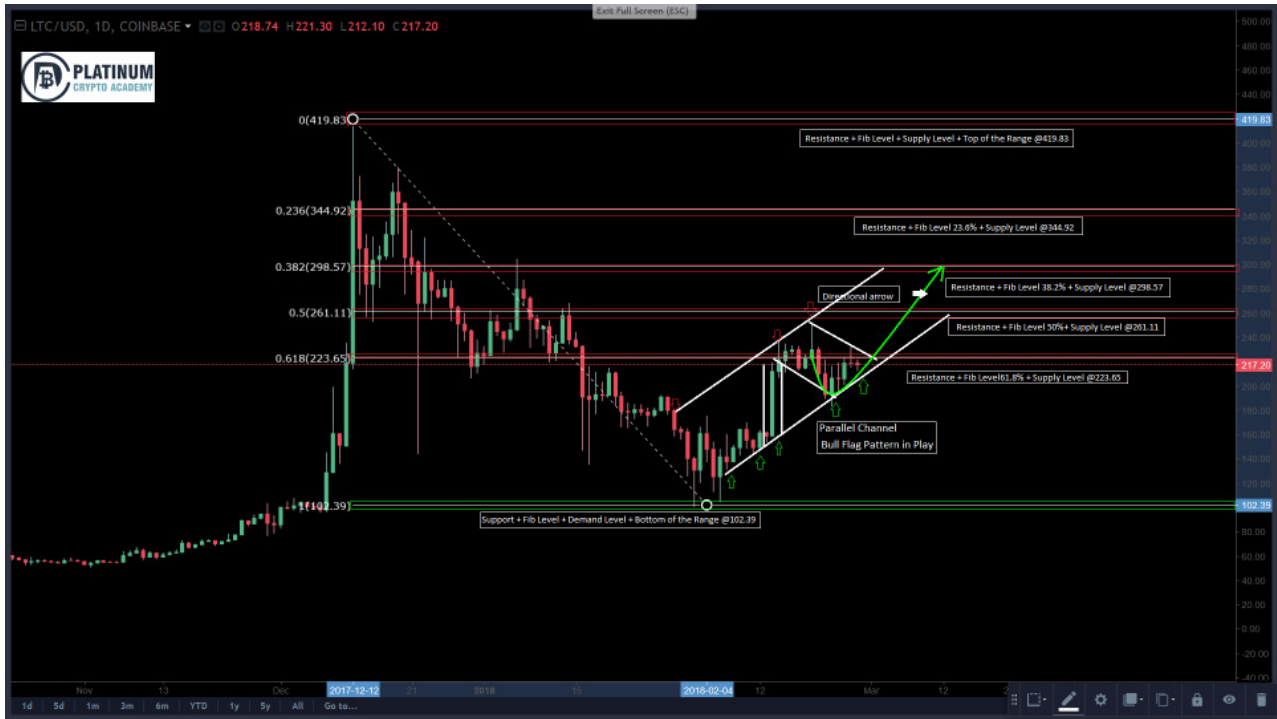 Exit Full Screen (ESC)
LTC/USD, 1D, COINBASE
O218.74 H221.30 L212.10 C217.20
PLATINUM
CRYPTO ACADEMY
500.00
480.00
460.00
440.00
0(419.83)
419.83
Resistance + Fib Level + Supply Level + Top of the Range @419.83
400.00
380.00
360.00
0.236(344.92)
340.00
Resistance + Fib Level 23.6% + Supply Level @344.92
320.00
0.382(298.57)
300.00
Resistance + Fib Level 38.2% + Supply Level @298.57
Directional arrow
280.00
260.00
0.5(261.11)
Resistance + Fib Level 50%+ Supply Level @261.11
240.00
0.618(223.65)
217.20
Resistance + Fib Level61.8% + Supply Level @223.65
200.00
180.00
Parallel Channel
Bull Flag Pattern in Play
160.00
140.00
120.00
1(102.39)
102.39
Support + Fib Level + Demand Level + Bottom of the Range @102.39
80.00
60.00
40.00
20.00
0.00
-20.00
-40.00
Nov 13 Dec 2017-12-12 21 2018 15 2018-02-04 12 Mar 12
1d 5d 1m 3m 6m YTD 1y 5y All Go to...